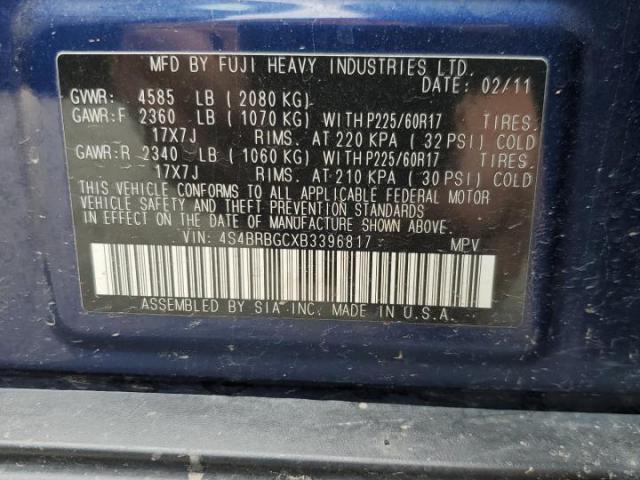 MFD BY FUJI HEAVY INDUSTRIES LTD.
DATE: 02/11
GVWR: 4585 LB (2080 KG)
GAWR:F 2360 LB (1070 KG) WITH P225/60R17 TIRES.
17X7J RIMS. AT 220 KPA (32 PSI) COLD
GAWR:R 2340 LB (1060 KG) WITH P225/60R17 TIRES.
17X7J RIMS. AT 210 KPA (30 PSI) COLD
THIS VEHICLE CONFORMS TO ALL APPLICABLE FEDERAL MOTOR
VEHICLE SAFETY AND THEFT PREVENTION STANDARDS
IN EFFECT ON THE DATE OF MANUFACTURE SHOWN ABOVE.
VIN: 4S4BRBGCXB3396817 MPV
ASSEMBLED BY SIA INC. MADE IN U.S.A.